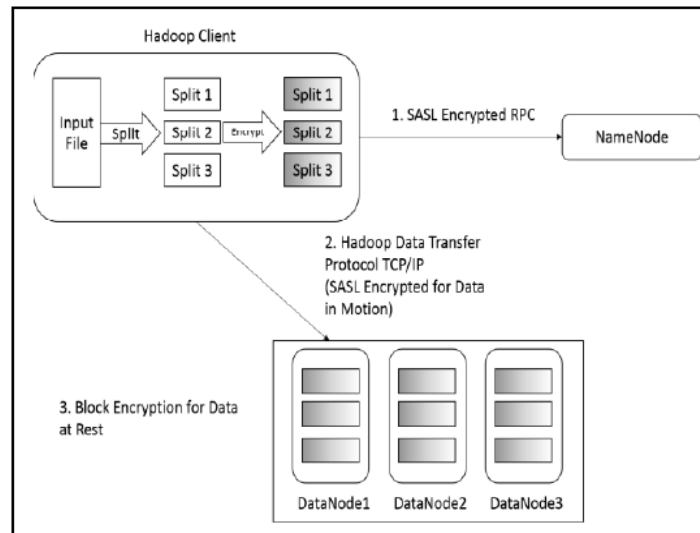 Hadoop Client
Input
File
Split
Split 1
Split 2
Split 3
Encrypt
Split 1
Split 2
Split 3
1. SASL Encrypted RPC
NameNode
2. Hadoop Data Transfer
Protocol TCP/IP
(SASL Encrypted for Data
in Motion)
3. Block Encryption for Data
at Rest
DataNode1
DataNode2
DataNode3